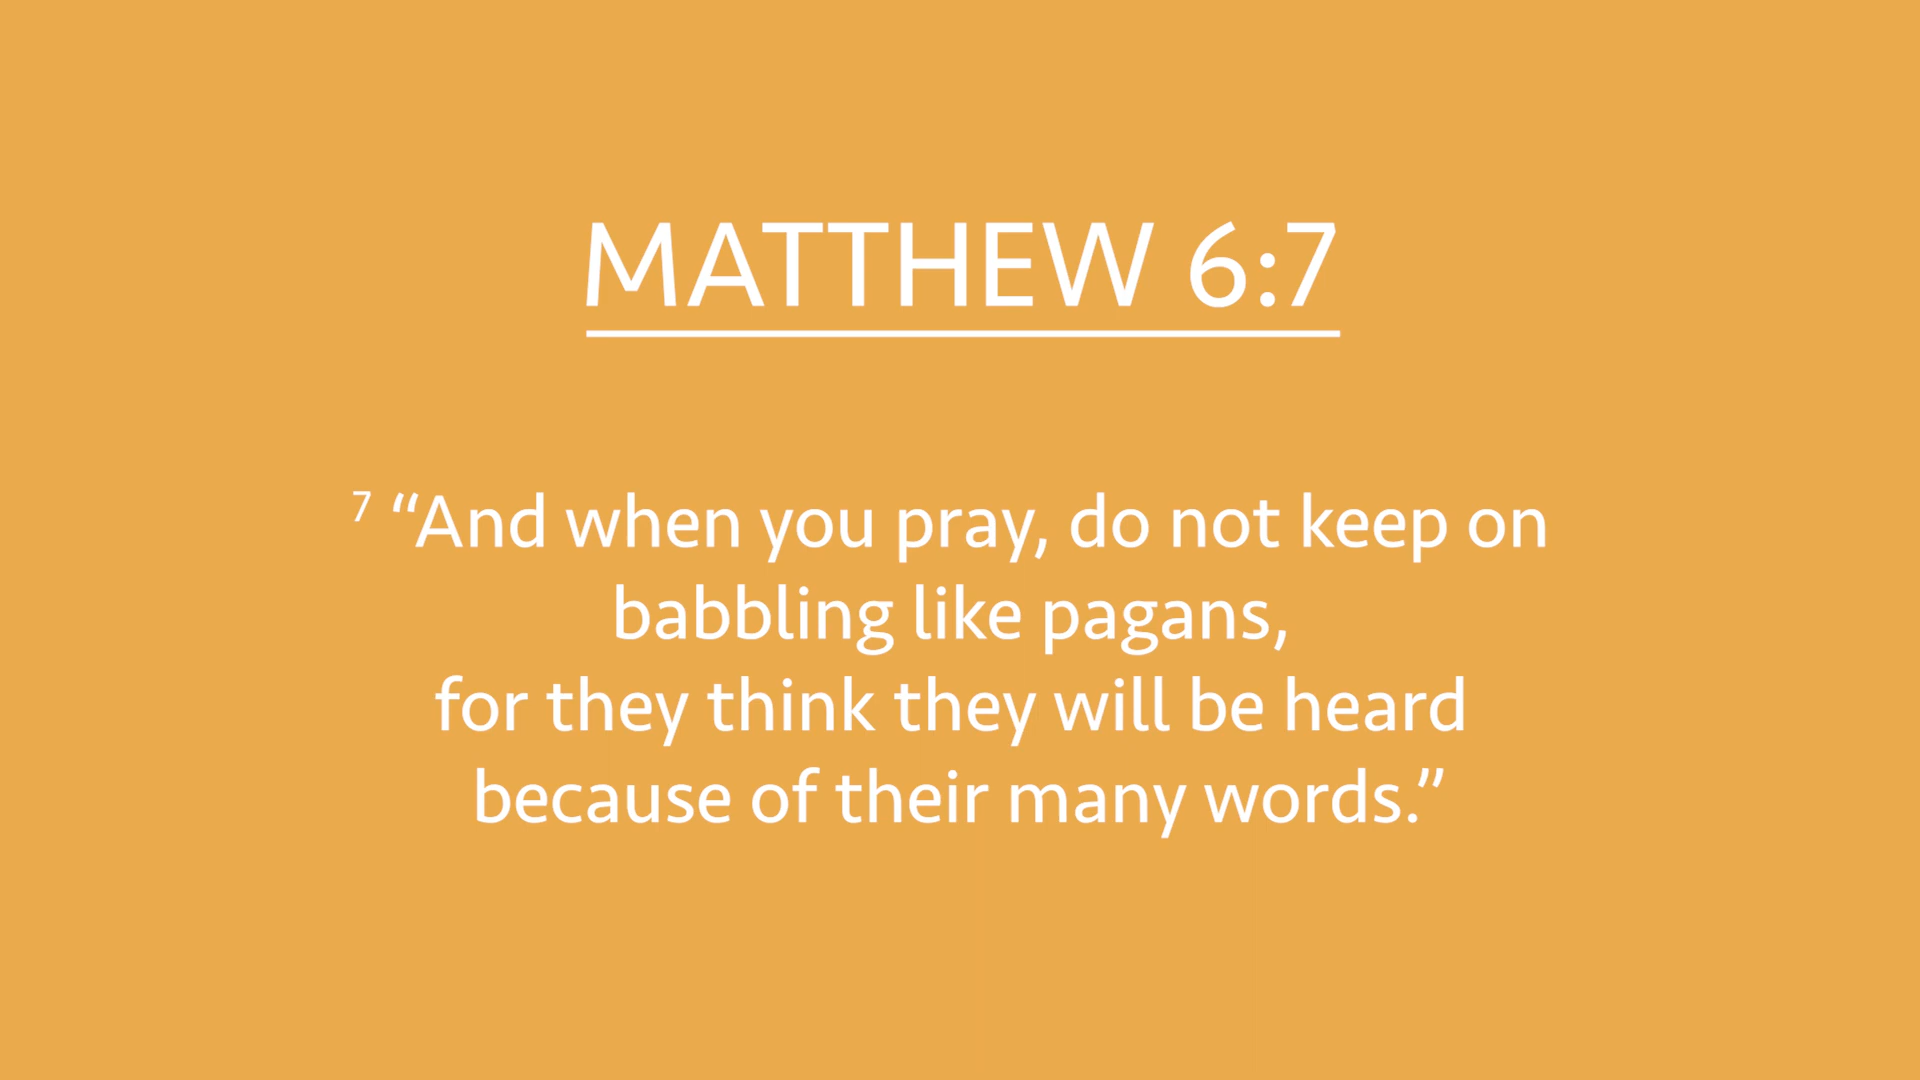 MATTHEW 6:7
⁷ “And when you pray, do not keep on
babbling like pagans,
for they think they will be heard
because of their many words.”